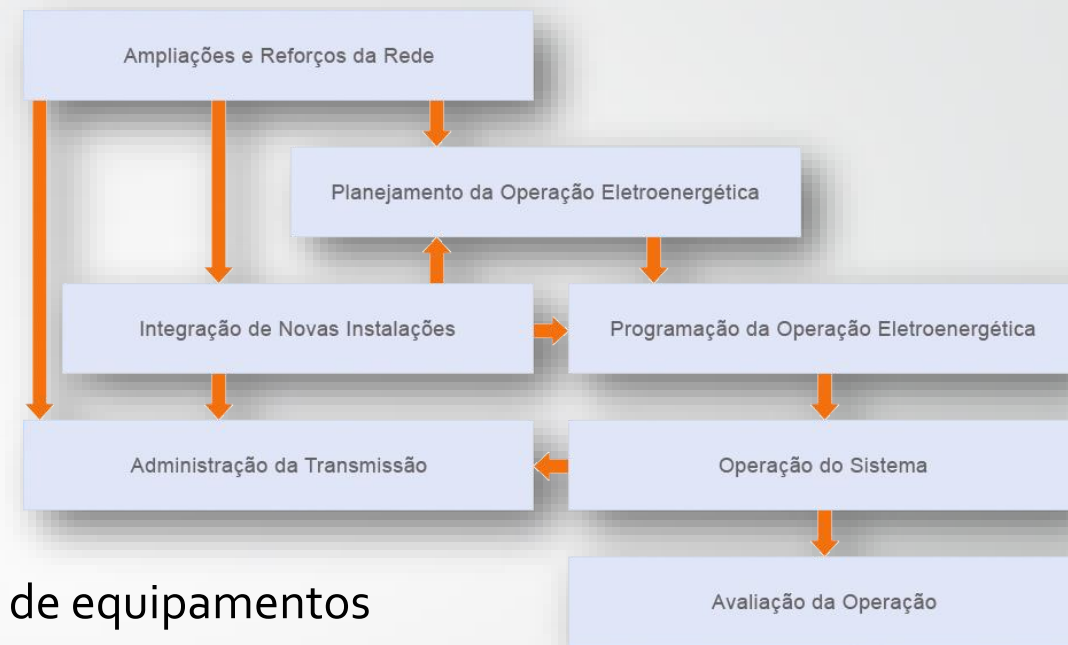 Ampliações e Reforços da Rede
Planejamento da Operação Eletroenergética
Integração de Novas Instalações
Programação da Operação Eletroenergética
Administração da Transmissão
Operação do Sistema
Avaliação da Operação
de equipamentos